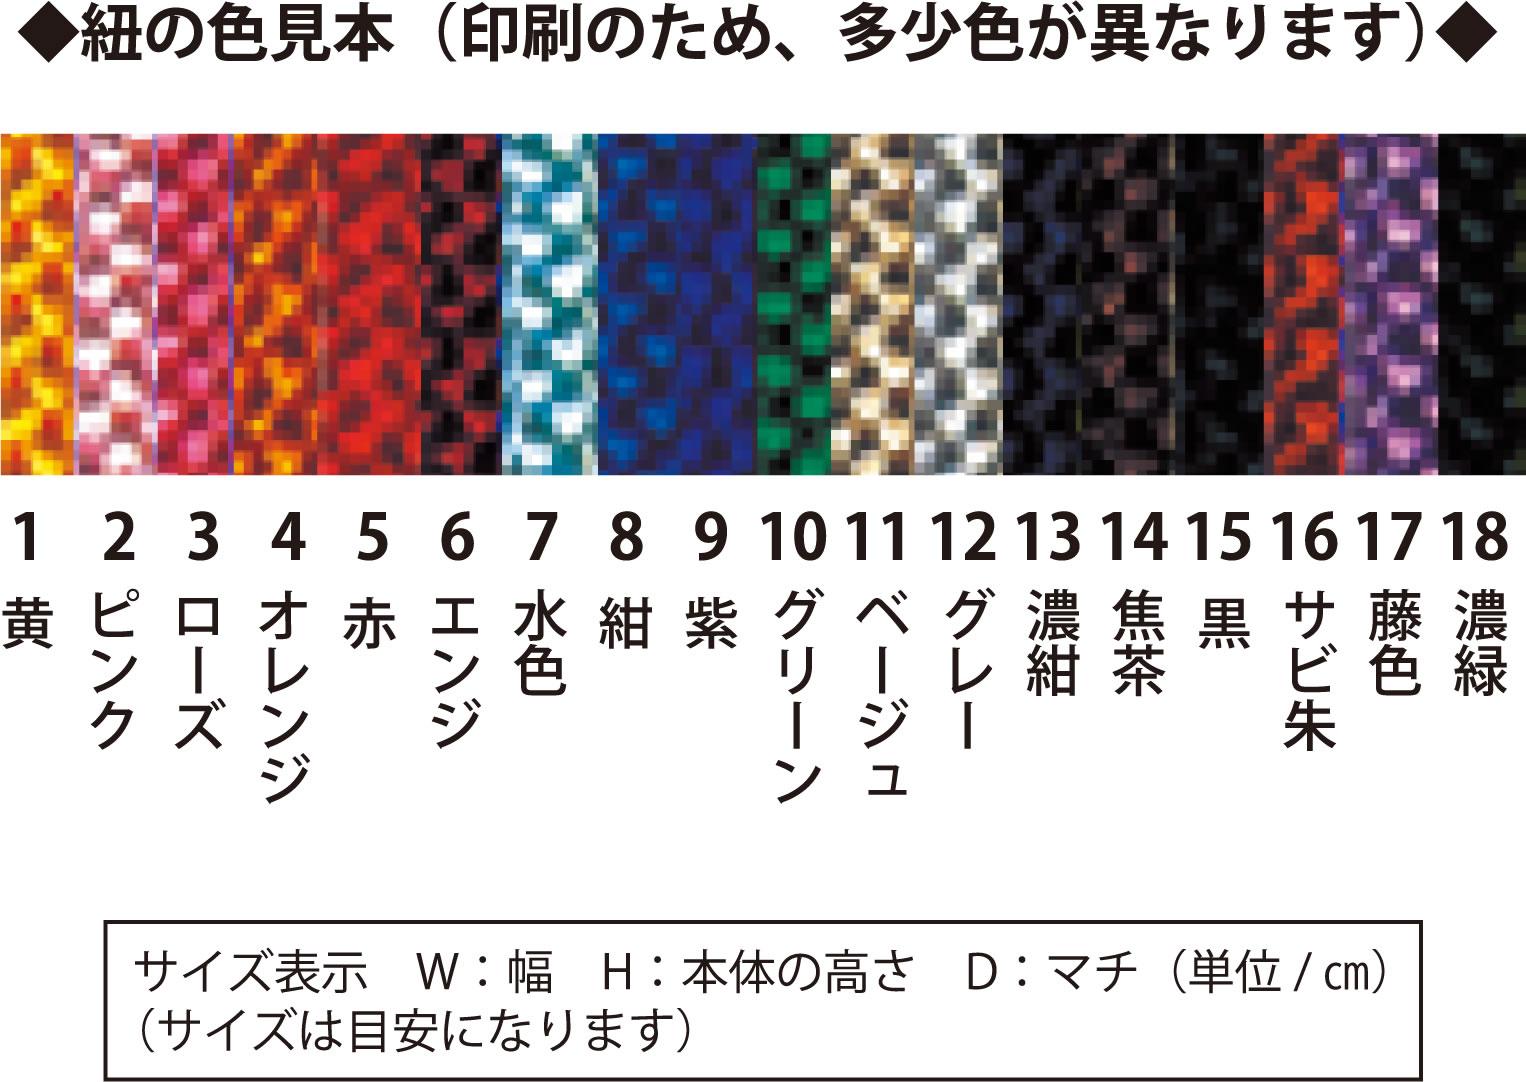 ◆紐の色見本（印刷のため、多少色が異なります）◆
1 2 3 4 5 6 7 8 9 10 11 12 13 14 15 16 17 18
黄
ピンク
ローズ
オレンジ
赤
エンジ
水色
紺
紫
グリーン
ベージュ
グレー
濃紺
焦茶
黒
サビ朱
藤色
濃緑
サイズ表示　W：幅　H：本体の高さ　D：マチ（単位 / ㎝）
（サイズは目安になります）